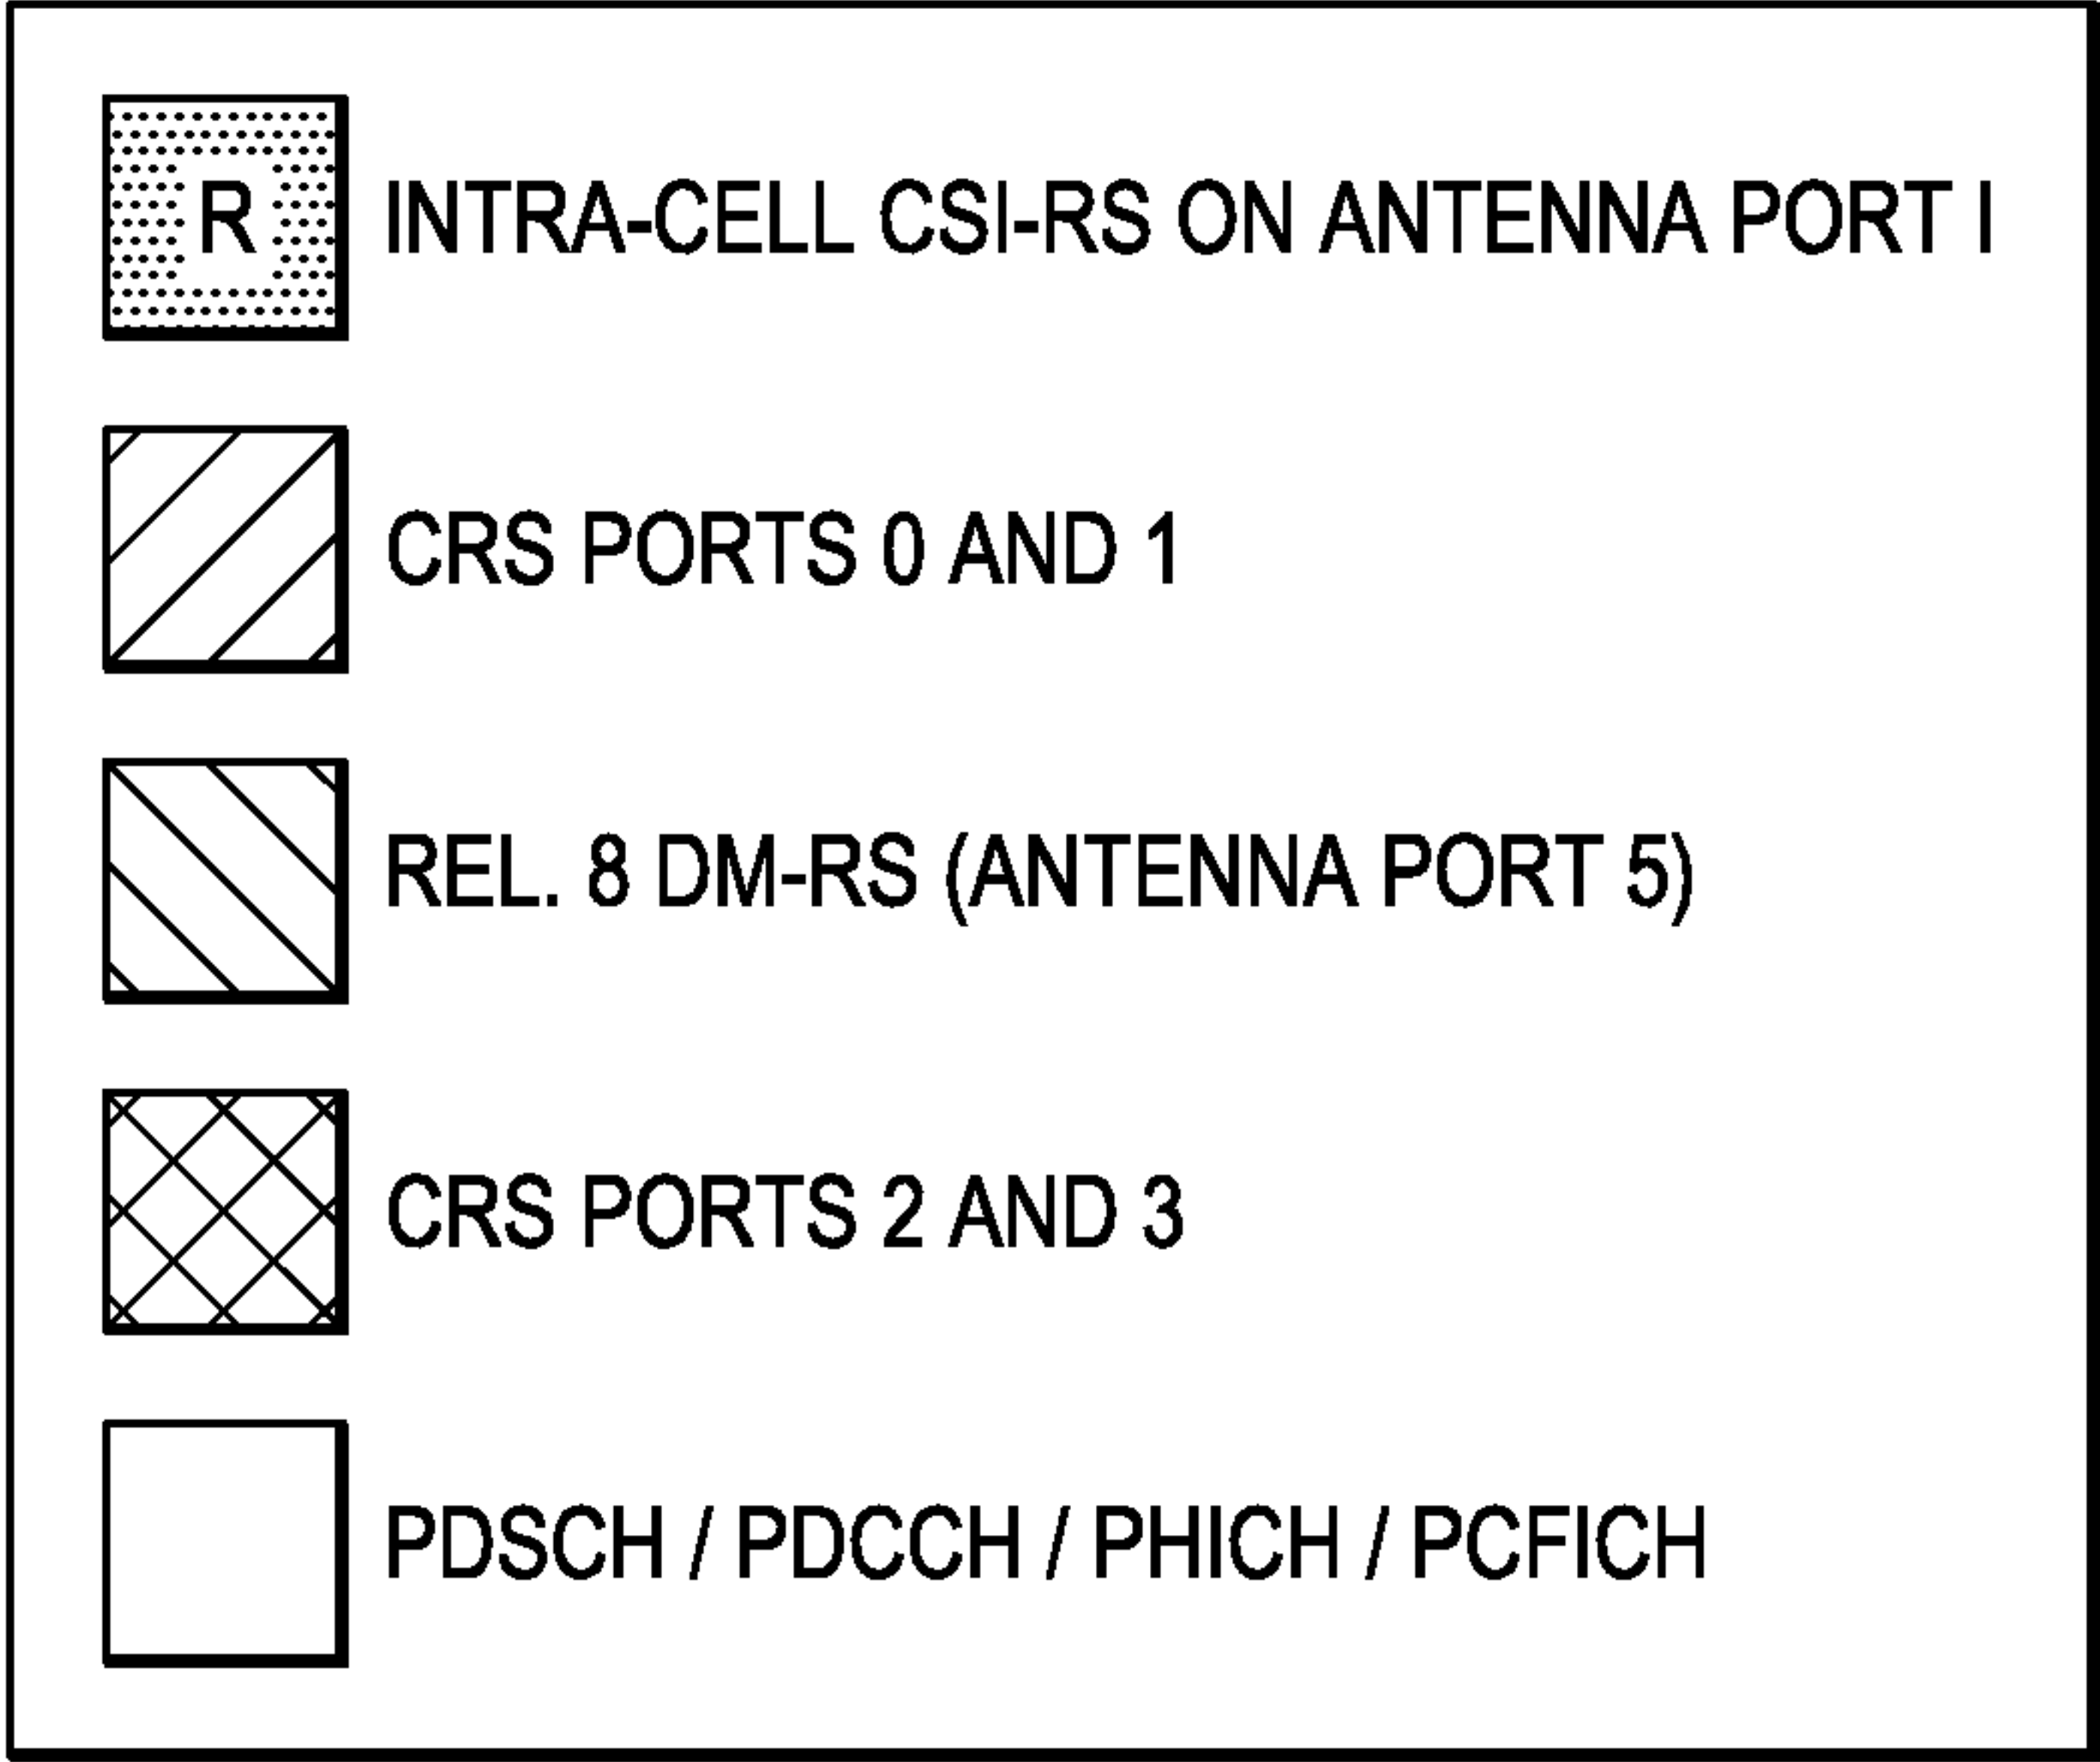 R INTRA-CELL CSI-RS ON ANTENNA PORT I
CRS PORTS 0 AND 1
REL. 8 DM-RS (ANTENNA PORT 5)
CRS PORTS 2 AND 3
PDSCH / PDCCH / PHICH / PCFICH